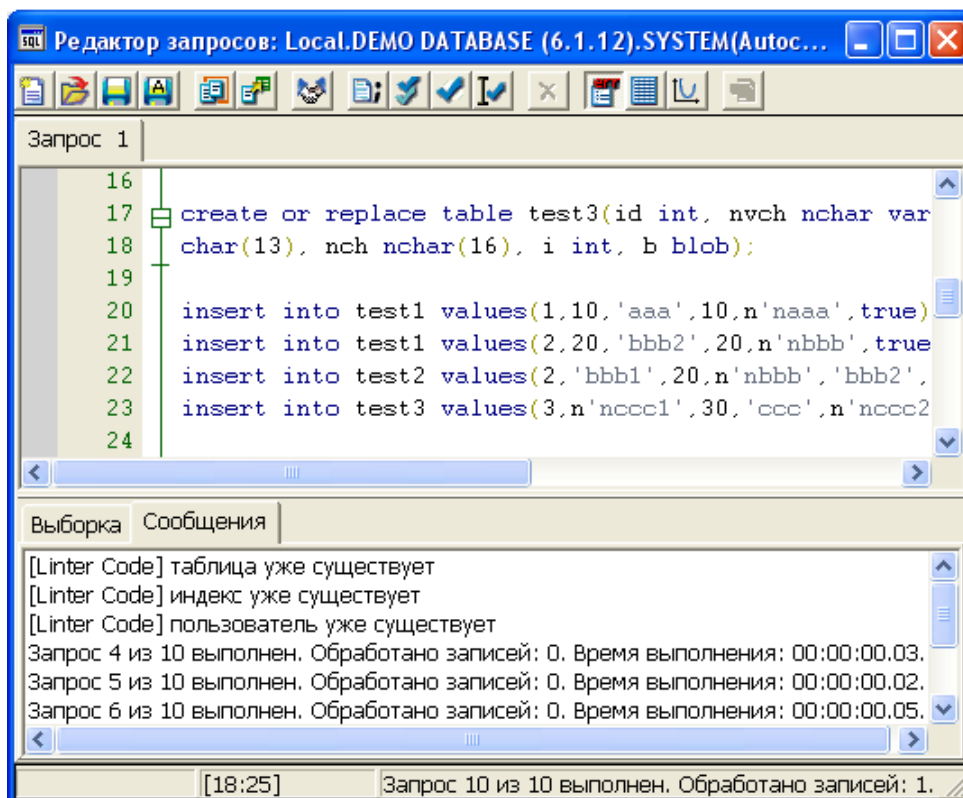 Редактор запросов: Local.DEMO DATABASE (6.1.12).SYSTEM(Autoc...
Запрос 1
16
17 create or replace table test3(id int, nvch nchar var
18 char(13), nch nchar(16), i int, b blob);
19
20 insert into test1 values(1,10,'aaa',10,n'naaa',true)
21 insert into test1 values(2,20,'bbb2',20,n'nbbb',true
22 insert into test2 values(2,'bbb1',20,n'nbbb','bbb2',
23 insert into test3 values(3,n'nccc1',30,'ccc',n'nccc2
24
Выборка Сообщения
[Linter Code] таблица уже существует
[Linter Code] индекс уже существует
[Linter Code] пользователь уже существует
Запрос 4 из 10 выполнен. Обработано записей: 0. Время выполнения: 00:00:00.03.
Запрос 5 из 10 выполнен. Обработано записей: 0. Время выполнения: 00:00:00.02.
Запрос 6 из 10 выполнен. Обработано записей: 0. Время выполнения: 00:00:00.05.
[18:25] Запрос 10 из 10 выполнен. Обработано записей: 1.